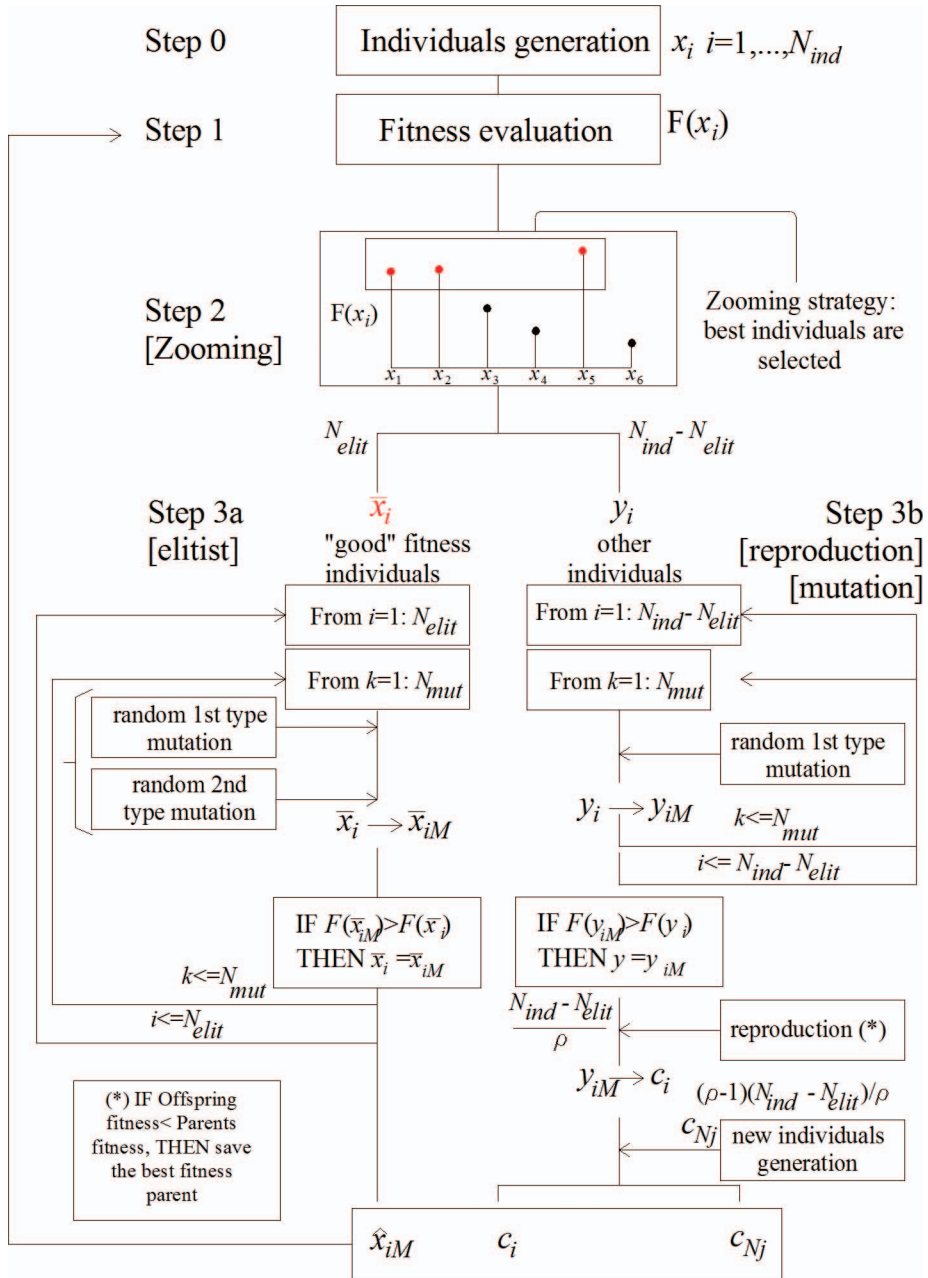 Step 0
Individuals generation
x_i i=1,...,N_ind
Step 1
Fitness evaluation
F(x_i)
Step 2
[Zooming]
F(x_i)
x_1 x_2 x_3 x_4 x_5 x_6
Zooming strategy:
best individuals are
selected
N_elit
N_ind - N_elit
Step 3a
[elitist]
x̅_i
"good" fitness
individuals
y_i
other
individuals
Step 3b
[reproduction]
[mutation]
From i=1: N_elit
From i=1: N_ind - N_elit
From k=1: N_mut
From k=1: N_mut
random 1st type
mutation
random 2nd
type mutation
random 1st type
mutation
x̅_i → x̅_iM
y_i → y_iM
k<=N_mut
i<= N_ind - N_elit
IF F(x̅_iM)>F(x̅_i)
THEN x̅_i =x̅_iM
IF F(y_iM)>F(y_i)
THEN y =y_iM
k<=N_mut
i<=N_elit
N_ind - N_elit
ρ
reproduction (*)
y_iM → c_i
(ρ-1)(N_ind - N_elit)/ρ
c_Nj
new individuals
generation
(*) IF Offspring
fitness< Parents
fitness, THEN save
the best fitness
parent
x̂_iM c_i c_Nj